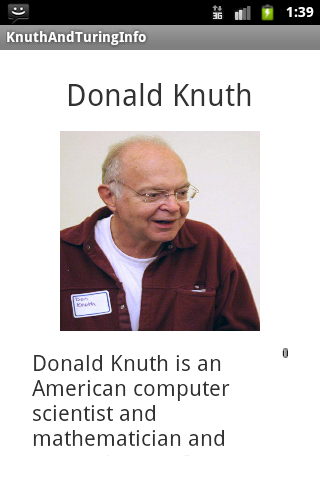 3G
1:39
KnuthAndTuringInfo
Donald Knuth
Don
Knuth
Donald Knuth is an
American computer
scientist and
mathematician and